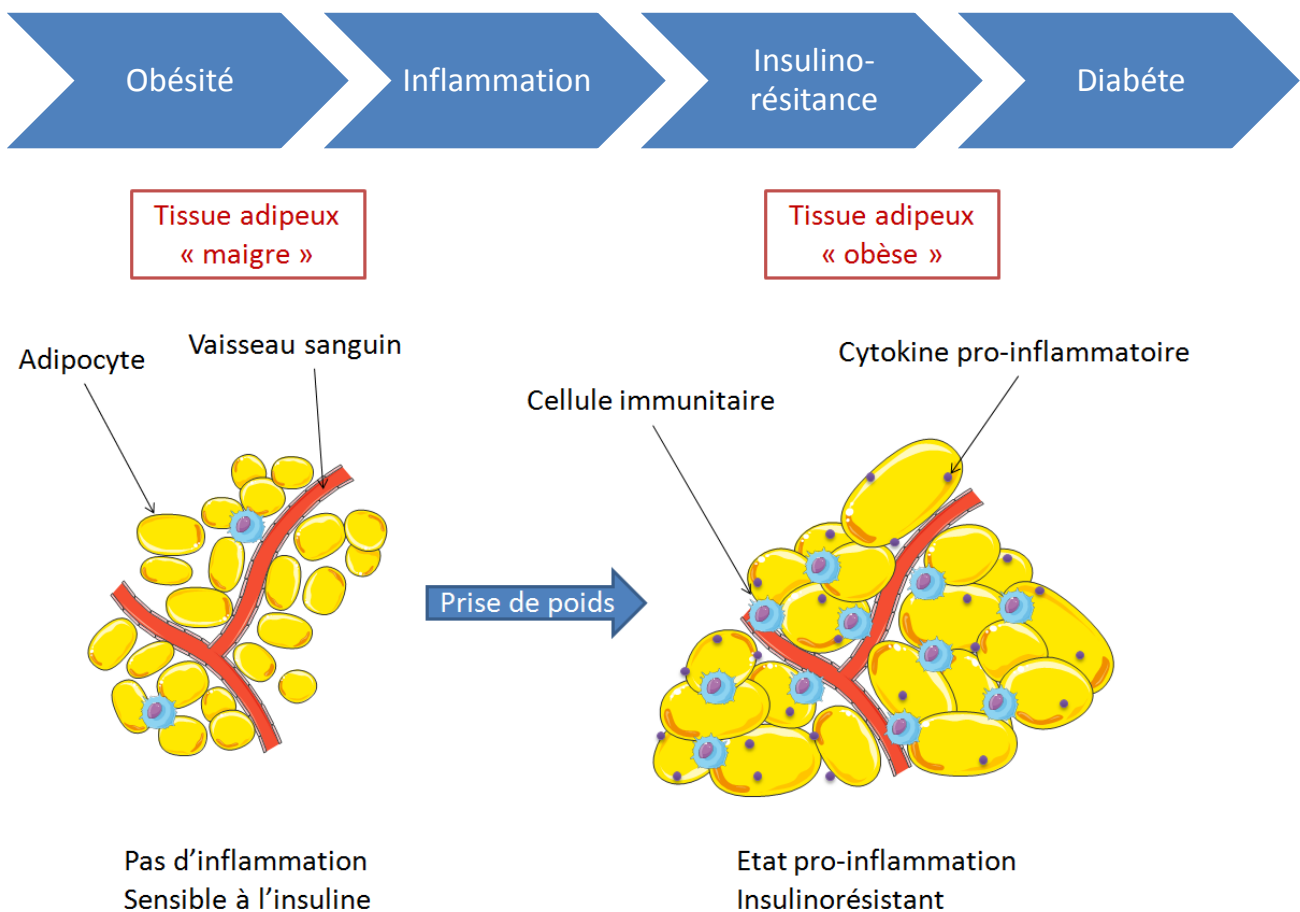 Obésité
Inflammation
Insulino-
résitance
Diabéte
Tissue adipeux
« maigre »
Tissue adipeux
« obèse »
Adipocyte
Vaisseau sanguin
Cellule immunitaire
Cytokine pro-inflammatoire
Prise de poids
Pas d’inflammation
Sensible à l’insuline
Etat pro-inflammation
Insulinorésistant